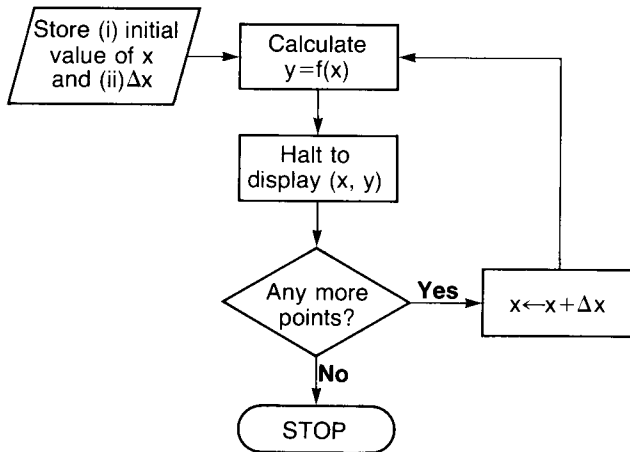 Store (i) initial
value of x
and (ii) Δx
Calculate
y=f(x)
Halt to
display (x, y)
Any more
points?
Yes
x←x+Δx
No
STOP